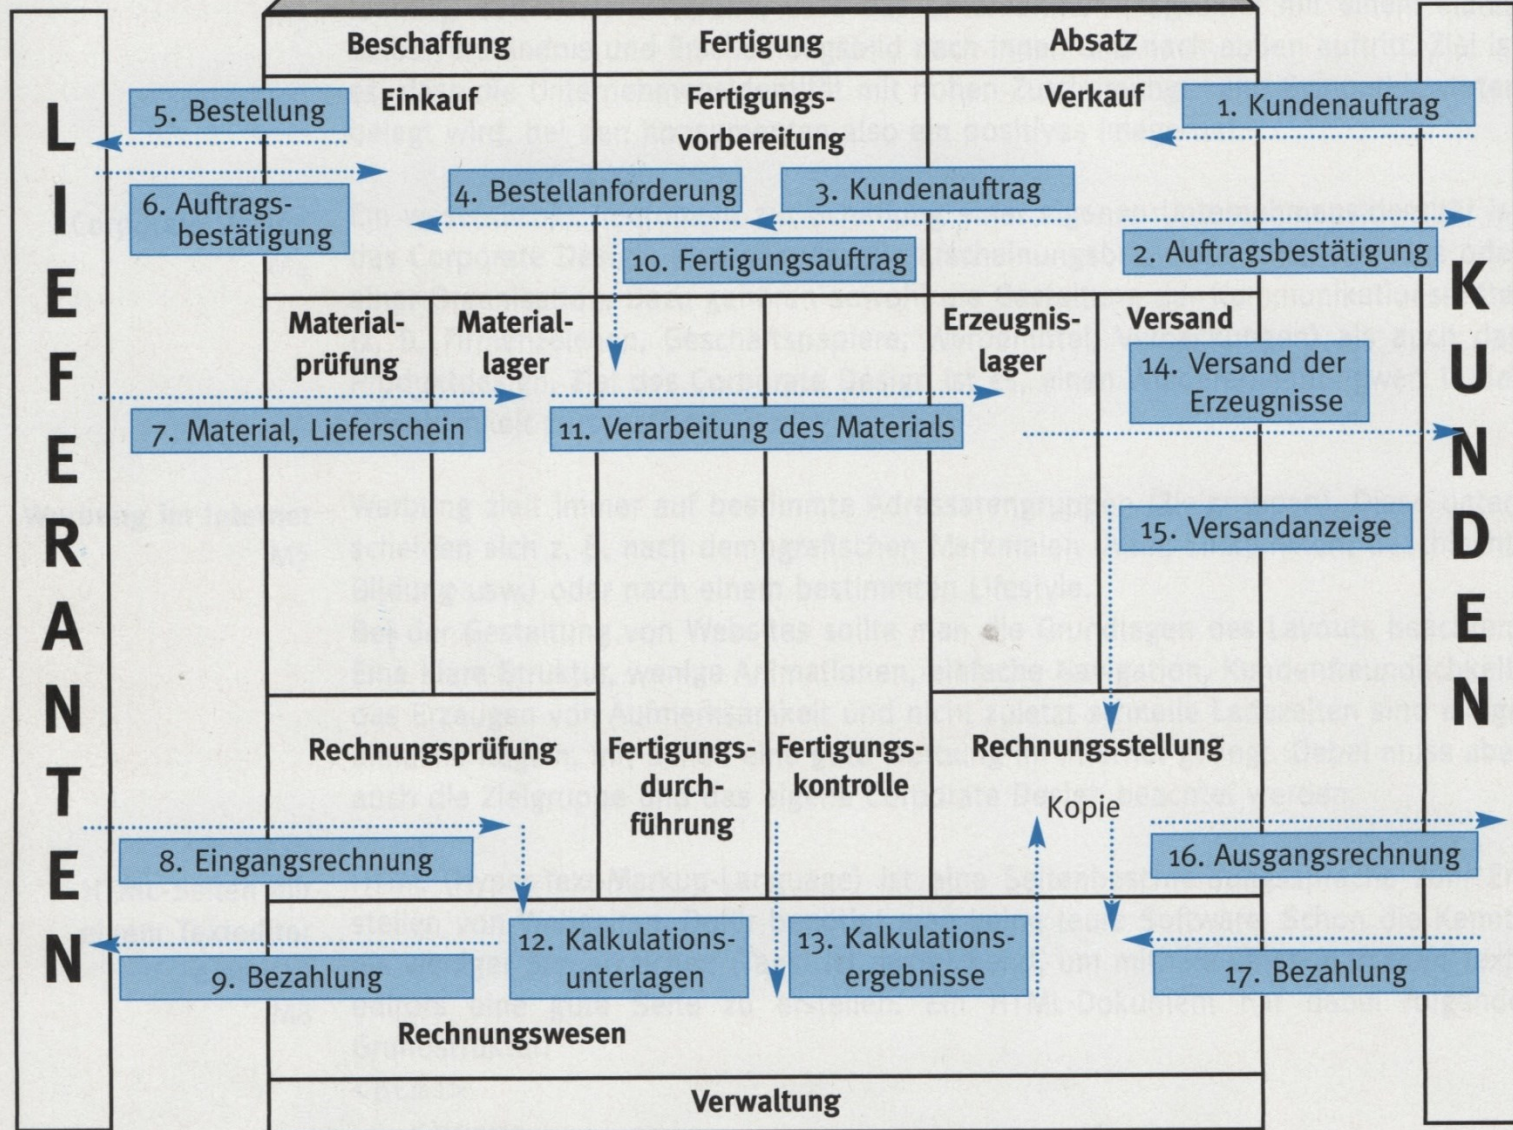 Beschaffung
Fertigung
Absatz
LIEFERANTEN
KUNDEN
Einkauf
Fertigungs-
vorbereitung
Verkauf
5. Bestellung
1. Kundenauftrag
6. Auftrags-
bestätigung
4. Bestellanforderung
3. Kundenauftrag
10. Fertigungsauftrag
2. Auftragsbestätigung
Material-
prüfung
Material-
lager
Erzeugnis-
lager
Versand
14. Versand der
Erzeugnisse
7. Material, Lieferschein
11. Verarbeitung des Materials
15. Versandanzeige
Rechnungsprüfung
Fertigungs-
durch-
führung
Fertigungs-
kontrolle
Rechnungsstellung
Kopie
8. Eingangsrechnung
16. Ausgangsrechnung
9. Bezahlung
12. Kalkulations-
unterlagen
13. Kalkulations-
ergebnisse
17. Bezahlung
Rechnungswesen
Verwaltung